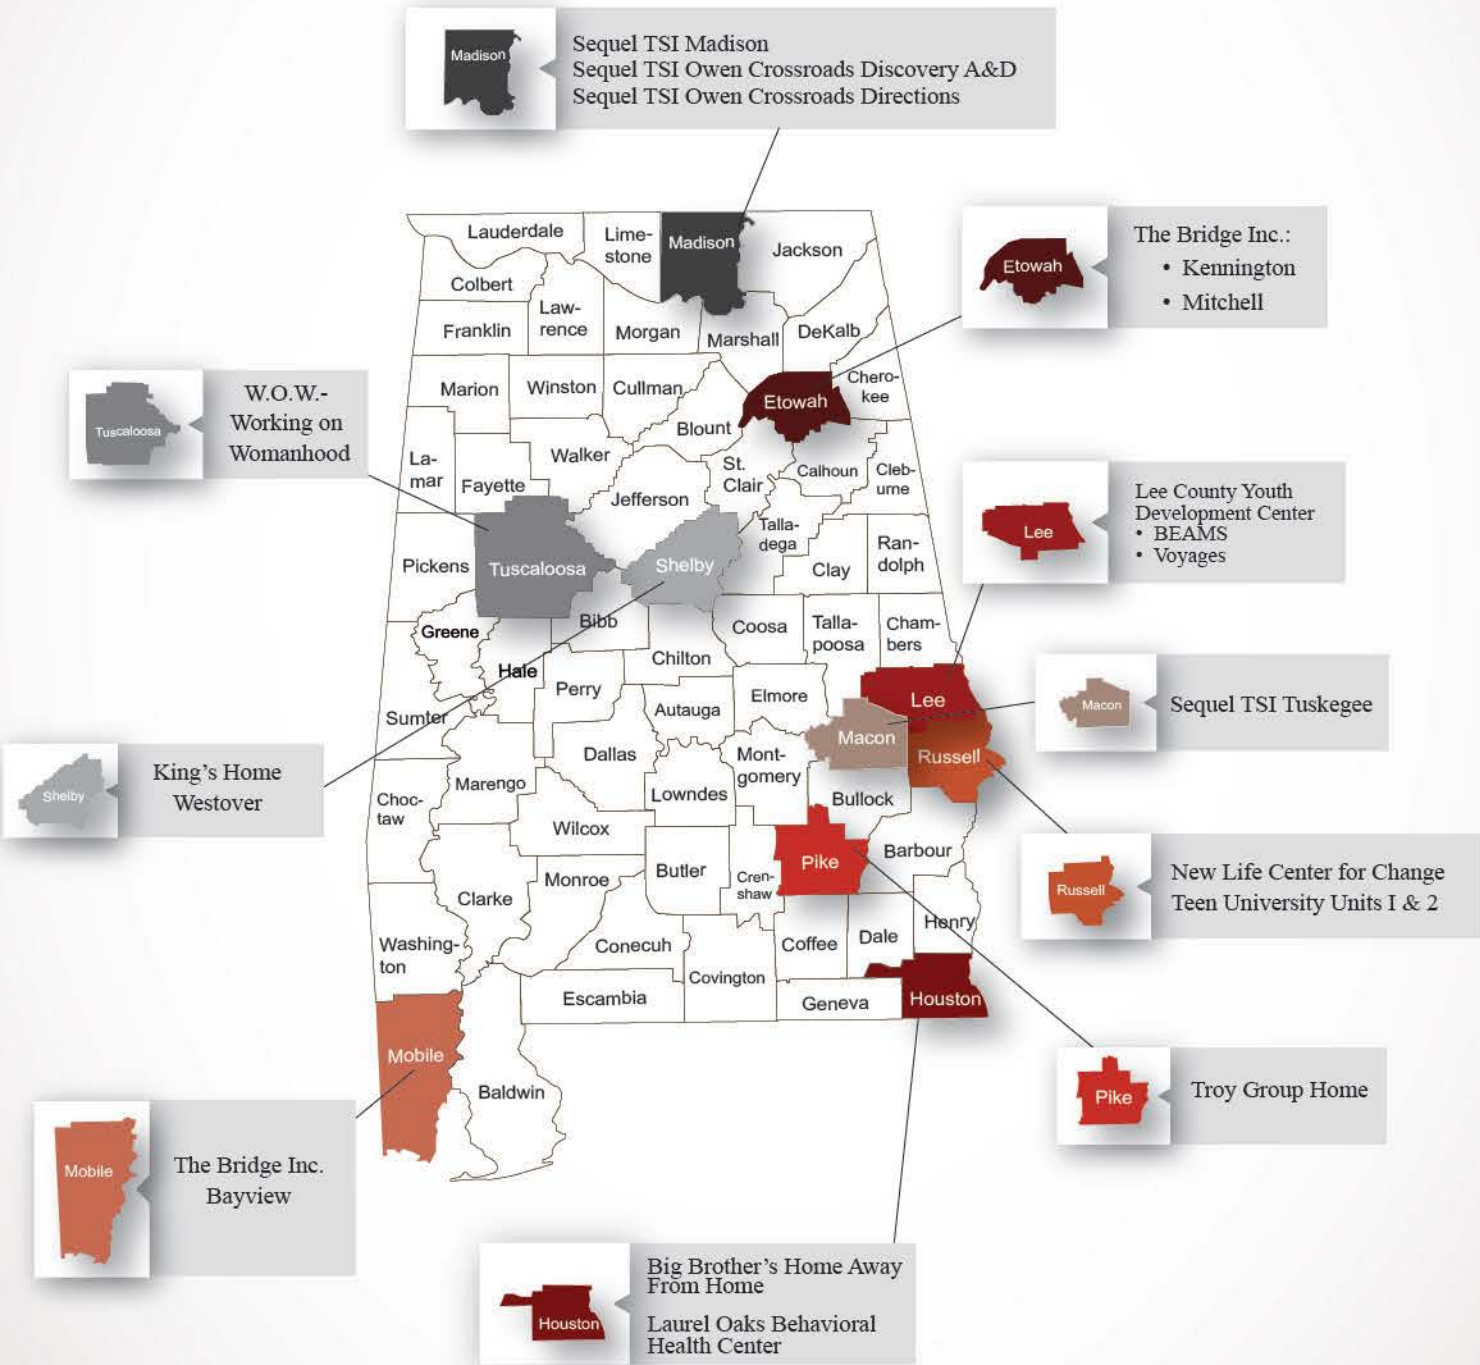 Madison
Sequel TSI Madison
Sequel TSI Owen Crossroads Discovery A&D
Sequel TSI Owen Crossroads Directions
Etowah
The Bridge Inc.:
• Kennington
• Mitchell
Tuscaloosa
W.O.W.-
Working on
Womanhood
Lee
Lee County Youth
Development Center
• BEAMS
• Voyages
Macon
Sequel TSI Tuskegee
Shelby
King's Home
Westover
Russell
New Life Center for Change
Teen University Units I & 2
Pike
Troy Group Home
Mobile
The Bridge Inc.
Bayview
Houston
Big Brother's Home Away
From Home
Laurel Oaks Behavioral
Health Center
Lauderdale
Lime-
stone
Madison
Jackson
Colbert
Law-
rence
Franklin
Morgan
Marshall
DeKalb
Marion
Winston
Cullman
Etowah
Chero-
kee
Blount
La-
mar
Fayette
Walker
Jefferson
St.
Clair
Calhoun
Cleb-
urne
Pickens
Tuscaloosa
Shelby
Talla-
dega
Clay
Ran-
dolph
Greene
Hale
Bibb
Chilton
Coosa
Talla-
poosa
Cham-
bers
Sumter
Perry
Autauga
Elmore
Lee
Macon
Russell
Dallas
Mont-
gomery
Marengo
Lowndes
Bullock
Choc-
taw
Wilcox
Butler
Cren-
shaw
Pike
Barbour
Clarke
Monroe
Washing-
ton
Conecuh
Covington
Coffee
Dale
Henry
Escambia
Geneva
Houston
Mobile
Baldwin